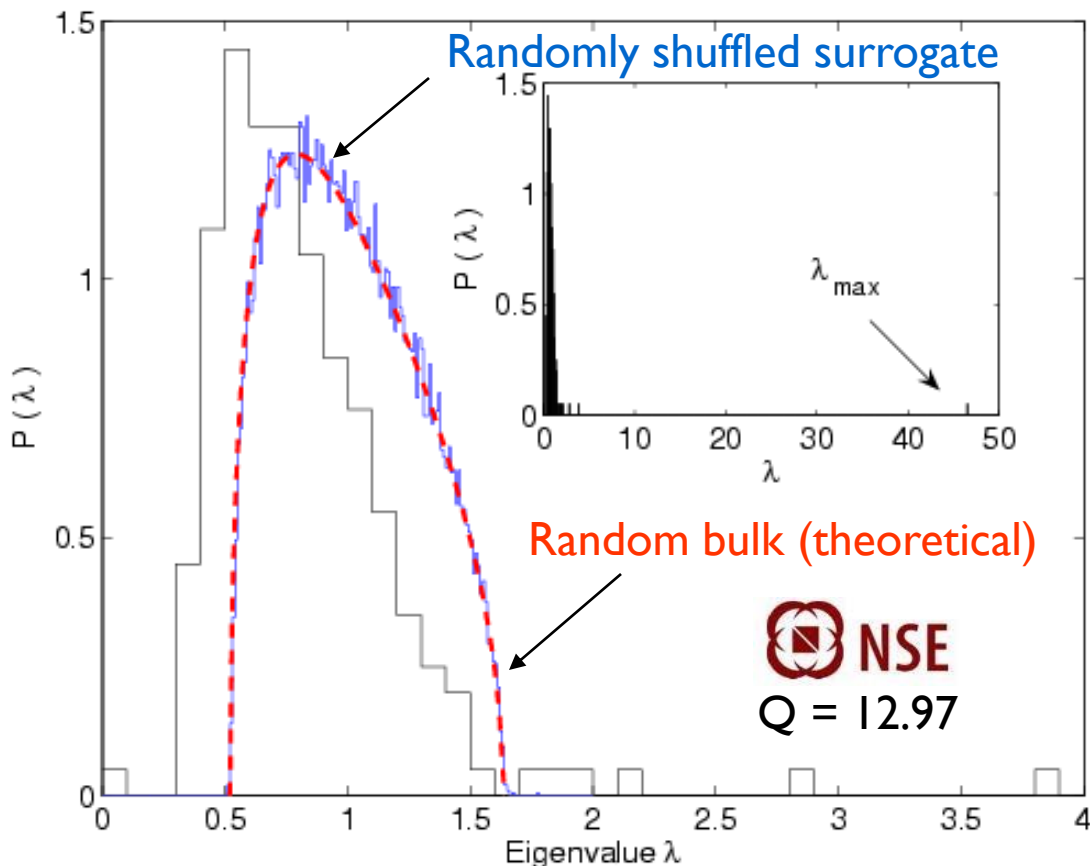 Randomly shuffled surrogate
Random bulk (theoretical)
NSE
Q = 12.97
P ( λ )
1.5
1
0.5
0
0 0.5 1 1.5 2 2.5 3 3.5 4
Eigenvalue λ
P ( λ )
1.5
1
0.5
0
λmax
0 10 20 30 40 50
λ